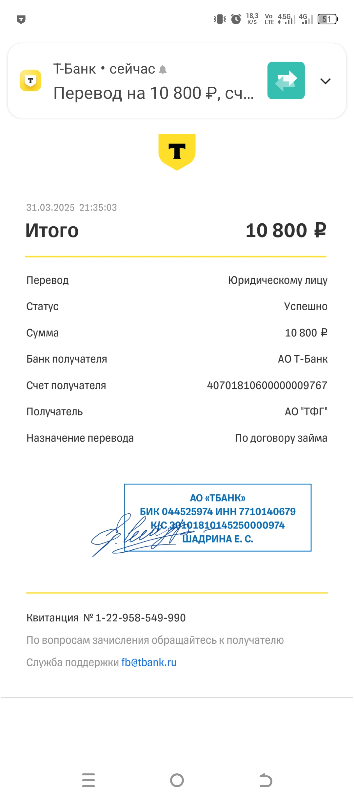 18,3 K/S Vo LTE 4.5G 4G 51
Т-Банк • сейчас
Перевод на 10 800 ₽, сч...
Т
31.03.2025 21:35:03
Итого 10 800 ₽
Перевод Юридическому лицу
Статус Успешно
Сумма 10 800 ₽
Банк получателя АО Т-Банк
Счет получателя 40701810600000009767
Получатель АО "ТФГ"
Назначение перевода По договору займа
АО «ТБАНК»
БИК 044525974 ИНН 7710140679
К/С 30101810145250000974
ШАДРИНА Е. С.
Квитанция № 1-22-958-549-990
По вопросам зачисления обращайтесь к получателю
Служба поддержки fb@tbank.ru